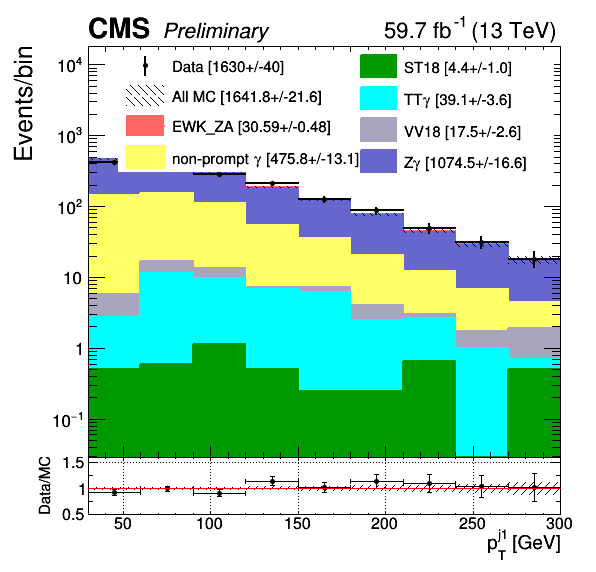 CMS Preliminary 59.7 fb⁻¹ (13 TeV)
Events/bin
Data [1630+/-40]
All MC [1641.8+/-21.6]
EWK_ZA [30.59+/-0.48]
non-prompt γ [475.8+/-13.1]
ST18 [4.4+/-1.0]
TTγ [39.1+/-3.6]
VV18 [17.5+/-2.6]
Zγ [1074.5+/-16.6]
10⁴
10³
10²
10
1
10⁻¹
Data/MC
1.5
1
0.5
50 100 150 200 250 300
p_T^j1 [GeV]